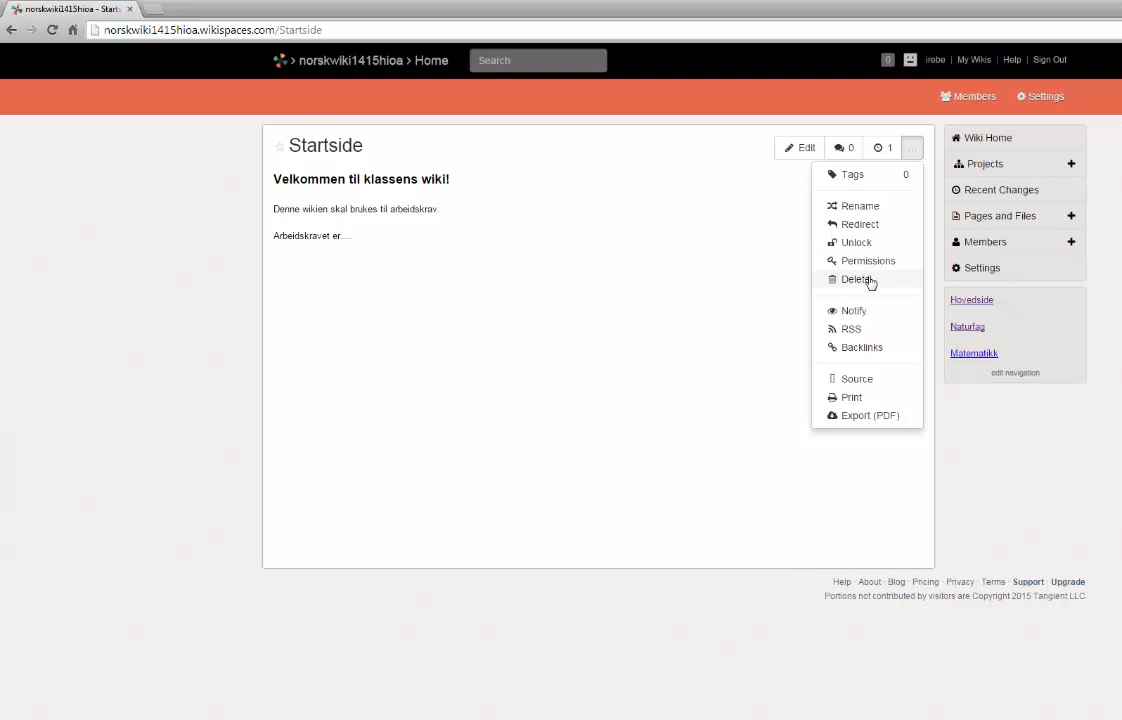 norskwiki1415hioa - Starts
norskwiki1415hioa.wikispaces.com/Startside
norskwiki1415hioa › Home
Search
0
irebe | My Wikis | Help | Sign Out
Members
Settings
Startside
Edit
0
1
...
Velkommen til klassens wiki!
Denne wikien skal brukes til arbeidskrav.
Arbeidskravet er....
Tags 0
Rename
Redirect
Unlock
Permissions
Delete
Notify
RSS
Backlinks
Source
Print
Export (PDF)
Wiki Home
Projects
Recent Changes
Pages and Files
Members
Settings
Hovedside
Naturfag
Matematikk
edit navigation
Help · About · Blog · Pricing · Privacy · Terms · Support · Upgrade
Portions not contributed by visitors are Copyright 2015 Tangient LLC